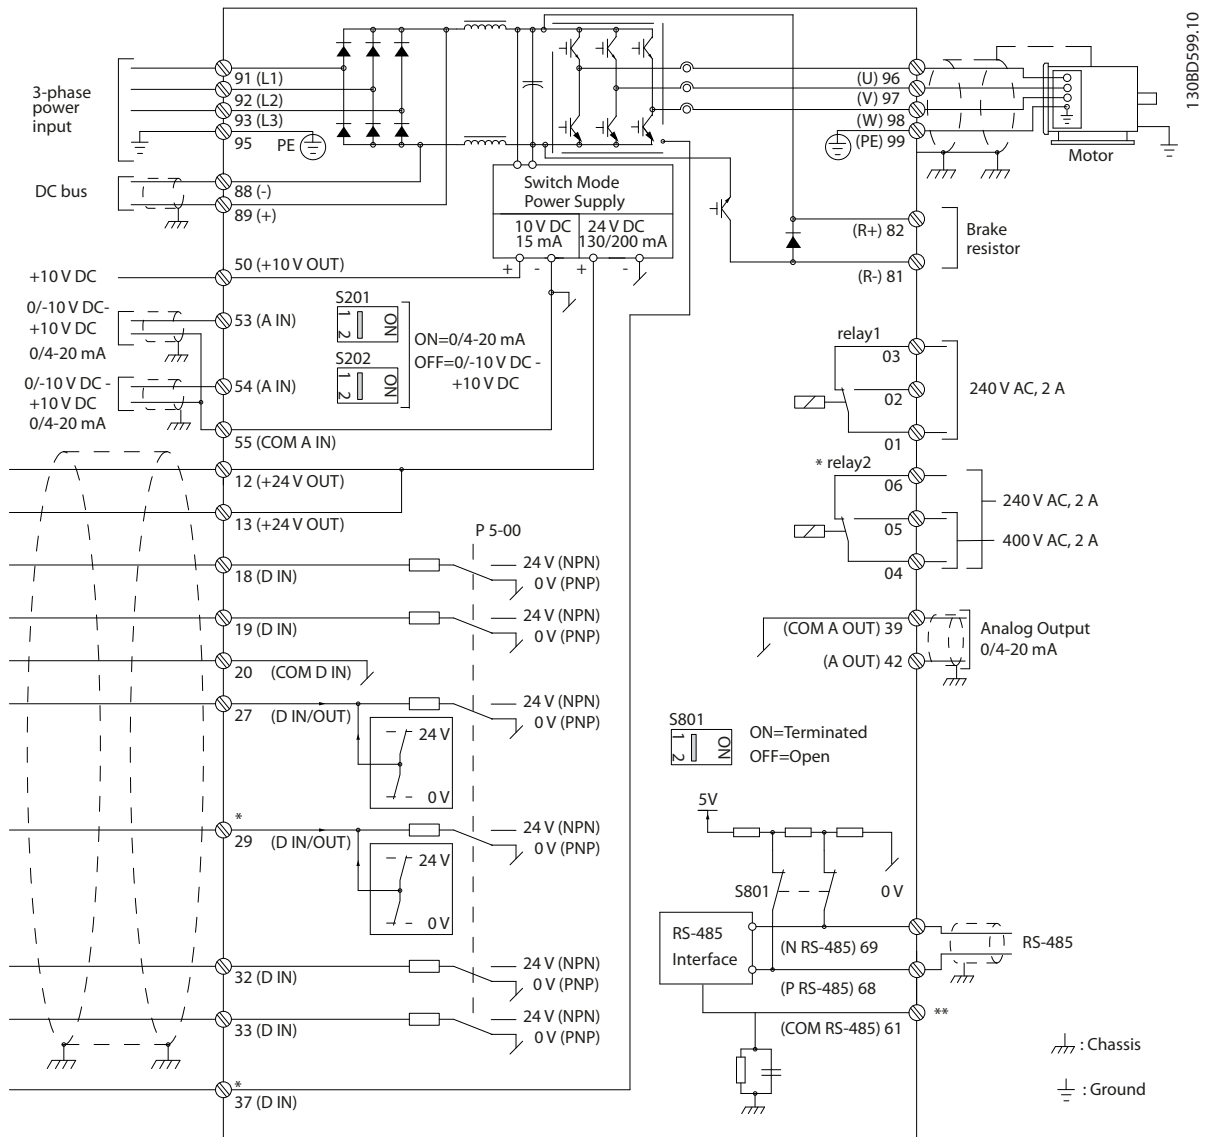 130BD599.10
3-phase
power
input
91 (L1)
92 (L2)
93 (L3)
95
PE
DC bus
88 (-)
89 (+)
Switch Mode
Power Supply
10 V DC
15 mA
24 V DC
130/200 mA
+
-
+
-
(U) 96
(V) 97
(W) 98
(PE) 99
Motor
(R+) 82
Brake
resistor
(R-) 81
+10 V DC
50 (+10 V OUT)
0/-10 V DC-
+10 V DC
0/4-20 mA
53 (A IN)
S201
1
2
ON
S202
1
2
ON
ON=0/4-20 mA
OFF=0/-10 V DC -
+10 V DC
0/-10 V DC -
+10 V DC
0/4-20 mA
54 (A IN)
55 (COM A IN)
12 (+24 V OUT)
13 (+24 V OUT)
relay1
03
02
01
240 V AC, 2 A
* relay2
06
05
04
240 V AC, 2 A
400 V AC, 2 A
P 5-00
18 (D IN)
24 V (NPN)
0 V (PNP)
19 (D IN)
24 V (NPN)
0 V (PNP)
20 (COM D IN)
27 (D IN/OUT)
24 V (NPN)
0 V (PNP)
24 V
0 V
*
29 (D IN/OUT)
24 V (NPN)
0 V (PNP)
24 V
0 V
32 (D IN)
24 V (NPN)
0 V (PNP)
33 (D IN)
24 V (NPN)
0 V (PNP)
*
37 (D IN)
(COM A OUT) 39
(A OUT) 42
Analog Output
0/4-20 mA
S801
1
2
ON
ON=Terminated
OFF=Open
5V
S801
0 V
RS-485
Interface
(N RS-485) 69
(P RS-485) 68
(COM RS-485) 61
RS-485
**
: Chassis
: Ground